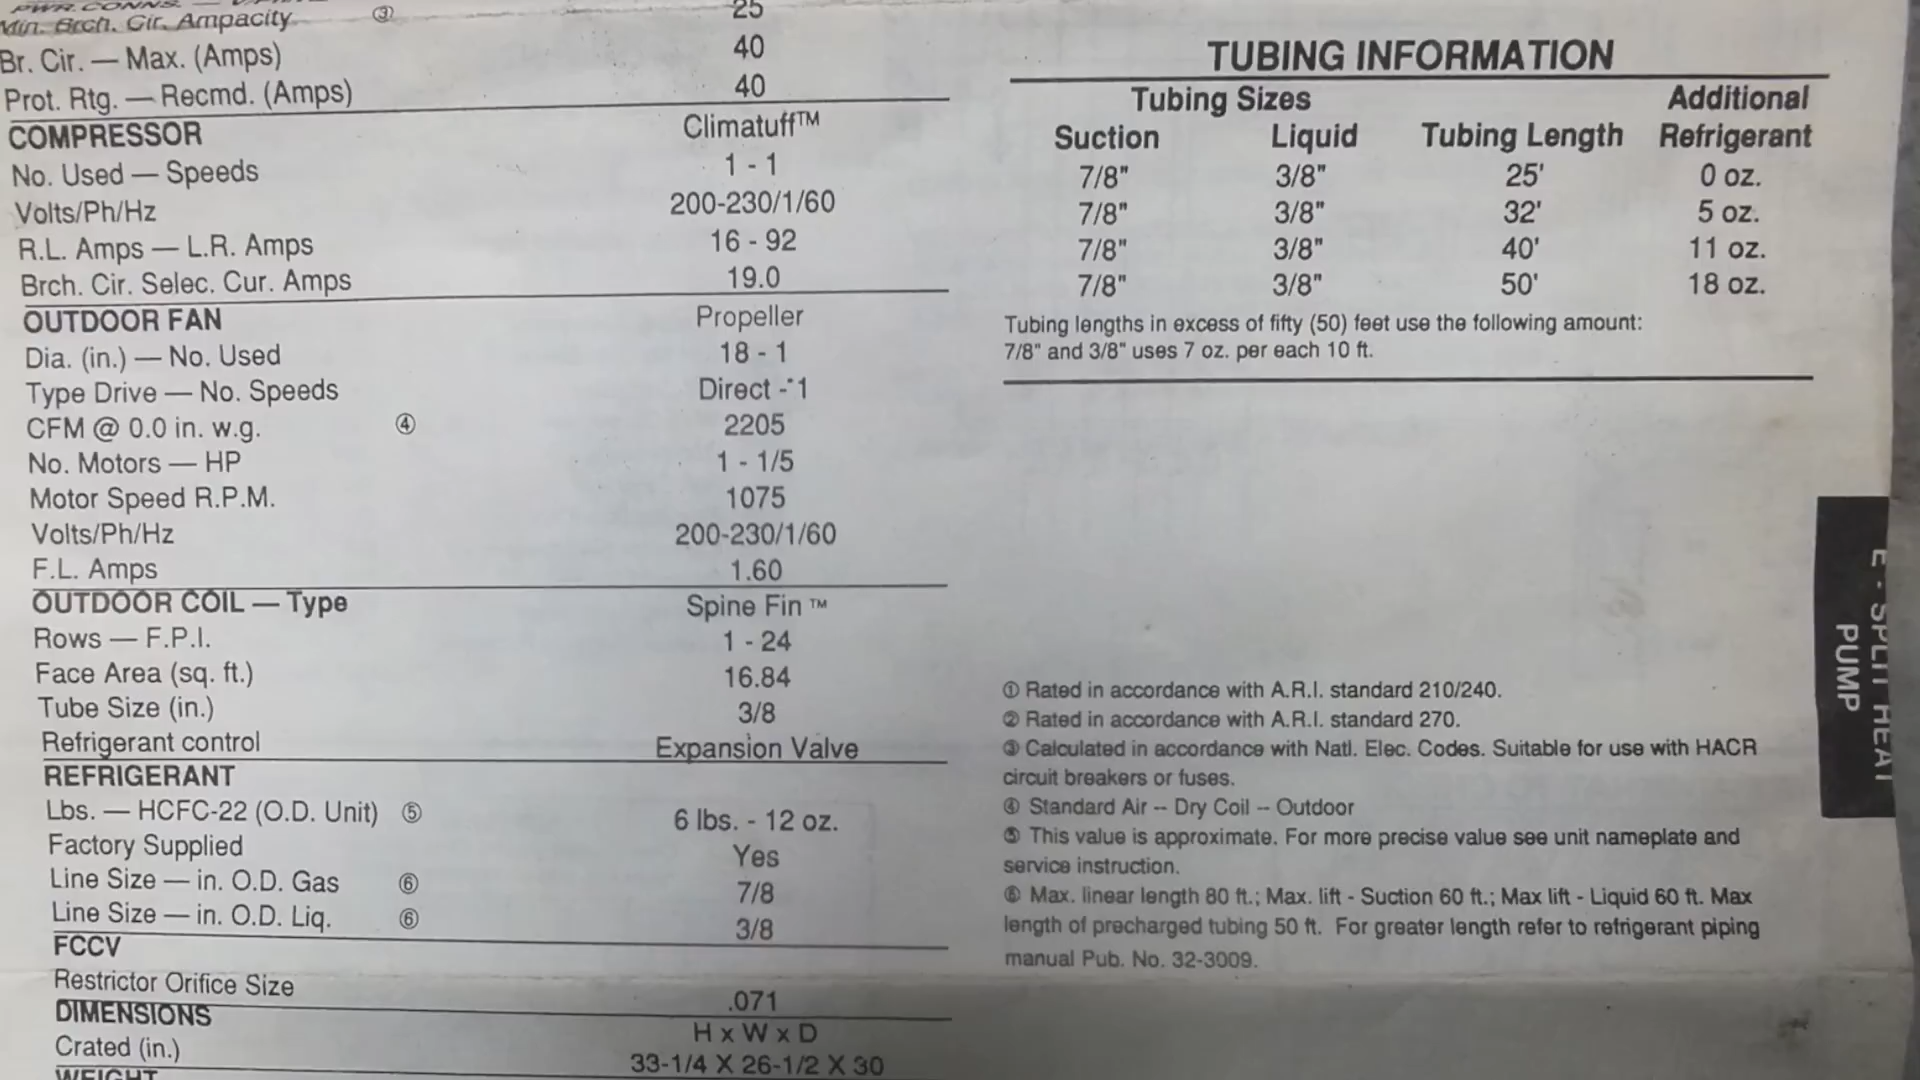 Min. Brch. Cir. Ampacity ③ 25
Br. Cir. — Max. (Amps) 40
Prot. Rtg. — Recmd. (Amps) 40
COMPRESSOR Climatuff™
No. Used — Speeds 1 - 1
Volts/Ph/Hz 200-230/1/60
R.L. Amps — L.R. Amps 16 - 92
Brch. Cir. Selec. Cur. Amps 19.0
OUTDOOR FAN Propeller
Dia. (in.) — No. Used 18 - 1
Type Drive — No. Speeds Direct - 1
CFM @ 0.0 in. w.g. ④ 2205
No. Motors — HP 1 - 1/5
Motor Speed R.P.M. 1075
Volts/Ph/Hz 200-230/1/60
F.L. Amps 1.60
OUTDOOR COIL — Type Spine Fin ™
Rows — F.P.I. 1 - 24
Face Area (sq. ft.) 16.84
Tube Size (in.) 3/8
Refrigerant control Expansion Valve
REFRIGERANT
Lbs. — HCFC-22 (O.D. Unit) ⑤ 6 lbs. - 12 oz.
Factory Supplied Yes
Line Size — in. O.D. Gas ⑥ 7/8
Line Size — in. O.D. Liq. ⑥ 3/8
FCCV
Restrictor Orifice Size .071
DIMENSIONS H x W x D
Crated (in.) 33-1/4 X 26-1/2 X 30
WEIGHT
TUBING INFORMATION
Tubing Sizes Additional
Suction Liquid Tubing Length Refrigerant
7/8" 3/8" 25' 0 oz.
7/8" 3/8" 32' 5 oz.
7/8" 3/8" 40' 11 oz.
7/8" 3/8" 50' 18 oz.
Tubing lengths in excess of fifty (50) feet use the following amount:
7/8" and 3/8" uses 7 oz. per each 10 ft.
① Rated in accordance with A.R.I. standard 210/240.
② Rated in accordance with A.R.I. standard 270.
③ Calculated in accordance with Natl. Elec. Codes. Suitable for use with HACR
circuit breakers or fuses.
④ Standard Air -- Dry Coil -- Outdoor
⑤ This value is approximate. For more precise value see unit nameplate and
service instruction.
⑥ Max. linear length 80 ft.; Max. lift - Suction 60 ft.; Max lift - Liquid 60 ft. Max
length of precharged tubing 50 ft. For greater length refer to refrigerant piping
manual Pub. No. 32-3009.
E - SPLIT HEAT
PUMP